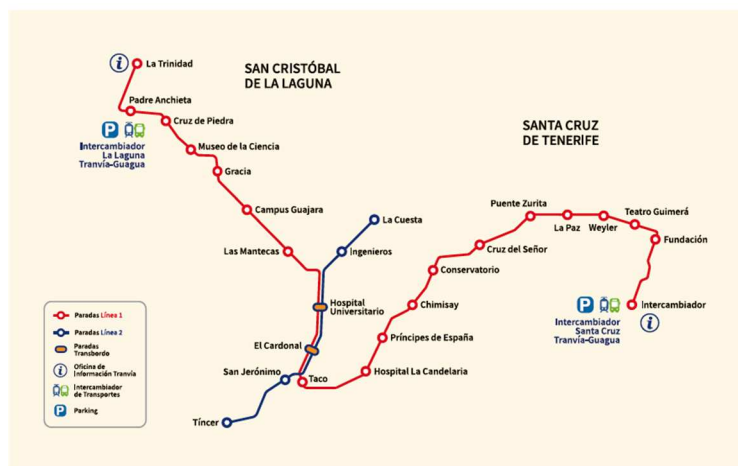 La Trinidad
SAN CRISTÓBAL
DE LA LAGUNA
Padre Anchieta
Cruz de Piedra
P
Intercambiador
La Laguna
Tranvía-Guagua
Museo de la Ciencia
Gracia
Campus Guajara
Las Mantecas
La Cuesta
Ingenieros
Hospital
Universitario
El Cardonal
San Jerónimo
Taco
Tíncer
SANTA CRUZ
DE TENERIFE
Puente Zurita
La Paz
Weyler
Teatro Guimerá
Fundación
Cruz del Señor
Conservatorio
Chimisay
Príncipes de España
Hospital La Candelaria
Intercambiador
P
Intercambiador
Santa Cruz
Tranvía-Guagua
i
Paradas Línea 1
Paradas Línea 2
Paradas
Transbordo
i
Oficina de
Información Tranvía
Intercambiador
de Transportes
P
Parking